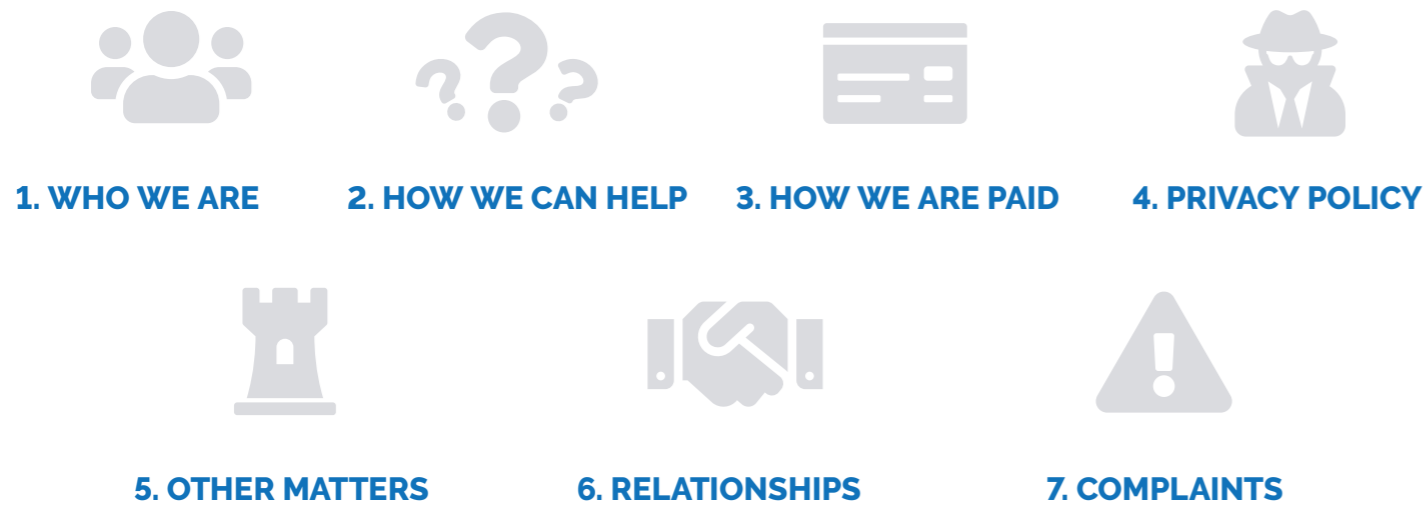 1. WHO WE ARE
2. HOW WE CAN HELP
3. HOW WE ARE PAID
4. PRIVACY POLICY
5. OTHER MATTERS
6. RELATIONSHIPS
7. COMPLAINTS